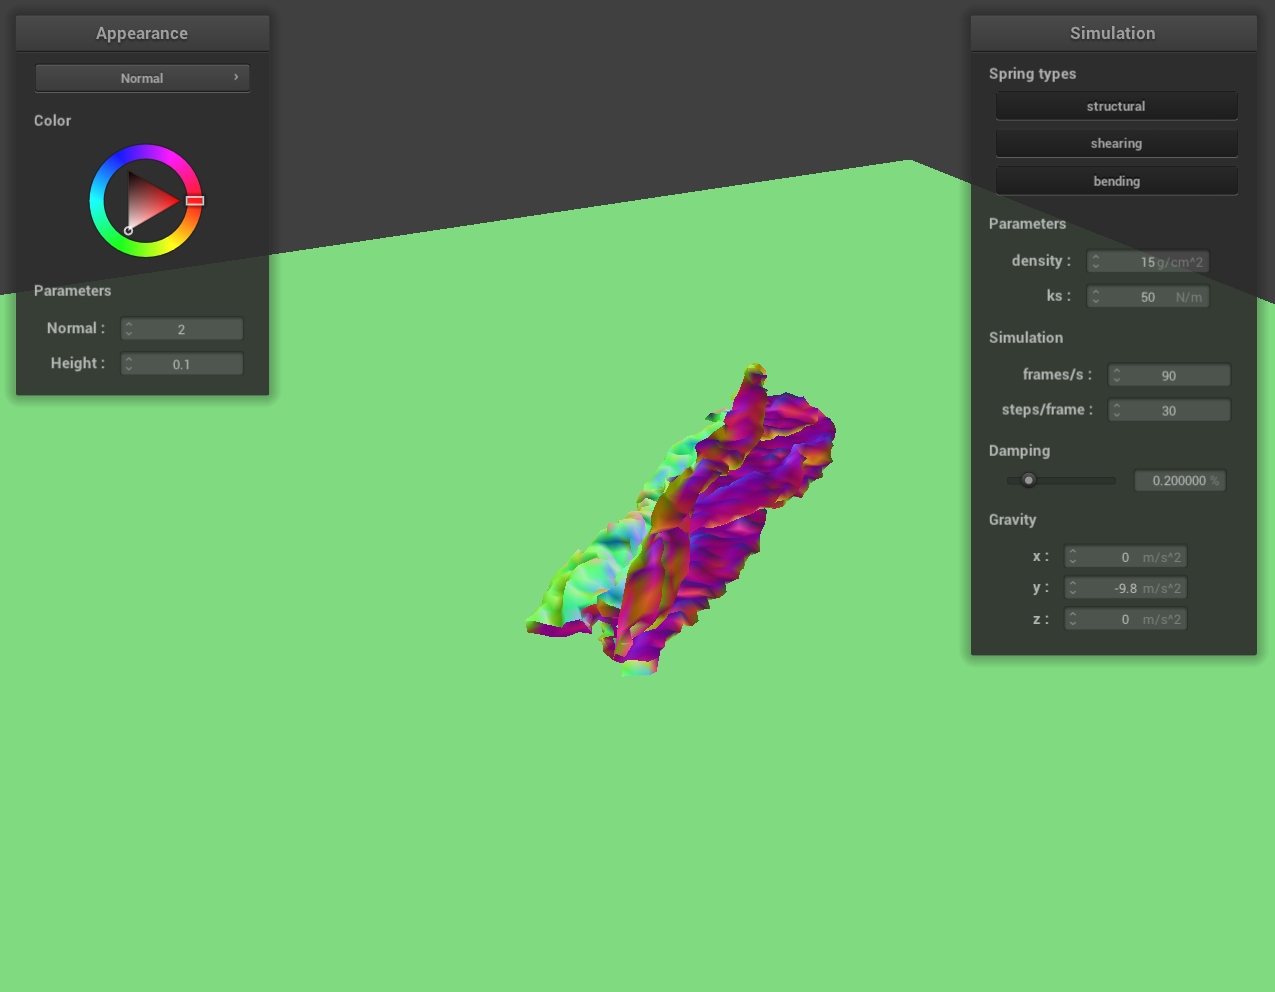 Appearance
Normal
Color
Parameters
Normal : 2
Height : 0.1
Simulation
Spring types
structural
shearing
bending
Parameters
density : 15 g/cm^2
ks : 50 N/m
Simulation
frames/s : 90
steps/frame : 30
Damping
0.200000 %
Gravity
x : 0 m/s^2
y : -9.8 m/s^2
z : 0 m/s^2